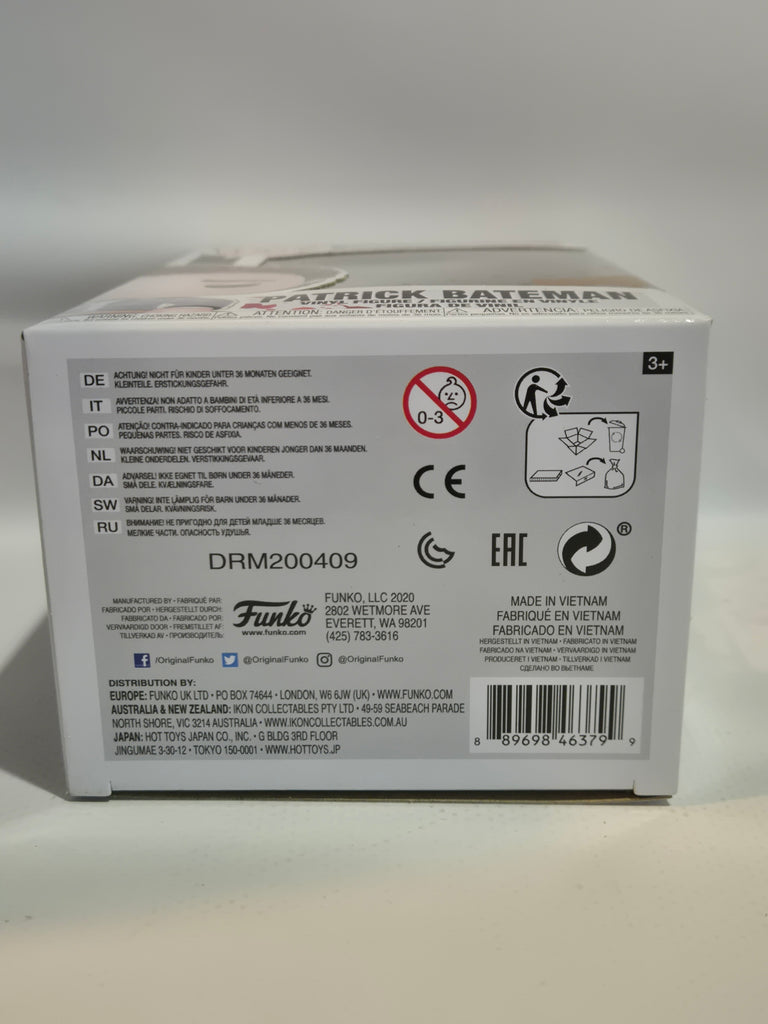 PATRICK BATEMAN
VINYL FIGURE / FIGURINE EN VINYLE
FIGURA DE VINIL
WARNING: CHOKING HAZARD
ATTENTION: DANGER D'ÉTOUFFEMENT
ADVERTENCIA: PELIGRO DE ASFIXIA
3+
DE ACHTUNG! NICHT FÜR KINDER UNTER 36 MONATEN GEEIGNET.
KLEINTEILE. ERSTICKUNGSGEFAHR.
IT AVVERTENZA! NON ADATTO A BAMBINI DI ETÀ INFERIORE A 36 MESI.
PICCOLE PARTI. RISCHIO DI SOFFOCAMENTO.
PO ATENÇÃO! CONTRA-INDICADO PARA CRIANÇAS COM MENOS DE 36 MESES.
PEQUENAS PARTES. RISCO DE ASFIXIA.
NL WAARSCHUWING! NIET GESCHIKT VOOR KINDEREN JONGER DAN 36 MAANDEN.
KLEINE ONDERDELEN. VERSTIKKINGSGEVAAR.
DA ADVARSEL! IKKE EGNET TIL BØRN UNDER 36 MÅNEDER.
SMÅ DELE. KVÆLNINGSFARE.
SW VARNING! INTE LÄMPLIG FÖR BARN UNDER 36 MÅNADER.
SMÅ DELAR. KVÄVNINGSRISK.
RU ВНИМАНИЕ! НЕ ПРИГОДНО ДЛЯ ДЕТЕЙ МЛАДШЕ 36 МЕСЯЦЕВ.
МЕЛКИЕ ЧАСТИ. ОПАСНОСТЬ УДУШЬЯ.
0-3
CE
EAC
®
DRM200409
MANUFACTURED BY • FABRIQUÉ PAR:
FABRICADO POR • HERGESTELLT DURCH:
FABBRICATO DA • FABRICADO POR:
VERVAARDIGD DOOR • FREMSTILLET AF:
TILLVERKAD AV • ПРОИЗВОДИТЕЛЬ:
Funko
www.funko.com
FUNKO, LLC 2020
2802 WETMORE AVE
EVERETT, WA 98201
(425) 783-3616
/OriginalFunko @OriginalFunko @OriginalFunko
MADE IN VIETNAM
FABRIQUÉ EN VIETNAM
FABRICADO EN VIETNAM
HERGESTELLT IN VIETNAM • FABBRICATO IN VIETNAM
FABRICADO NA VIETNAM • VERVAARDIGD IN VIETNAM
PRODUCERET I VIETNAM • TILLVERKAD I VIETNAM
СДЕЛАНО ВО ВЬЕТНАМЕ
DISTRIBUTION BY:
EUROPE: FUNKO UK LTD • PO BOX 74644 • LONDON, W6 6JW (UK) • WWW.FUNKO.COM
AUSTRALIA & NEW ZEALAND: IKON COLLECTABLES PTY LTD • 49-59 SEABEACH PARADE
NORTH SHORE, VIC 3214 AUSTRALIA • WWW.IKONCOLLECTABLES.COM.AU
JAPAN: HOT TOYS JAPAN CO., INC. • G BLDG 3RD FLOOR
JINGUMAE 3-30-12 • TOKYO 150-0001 • WWW.HOTTOYS.JP
8 89698 46379 9